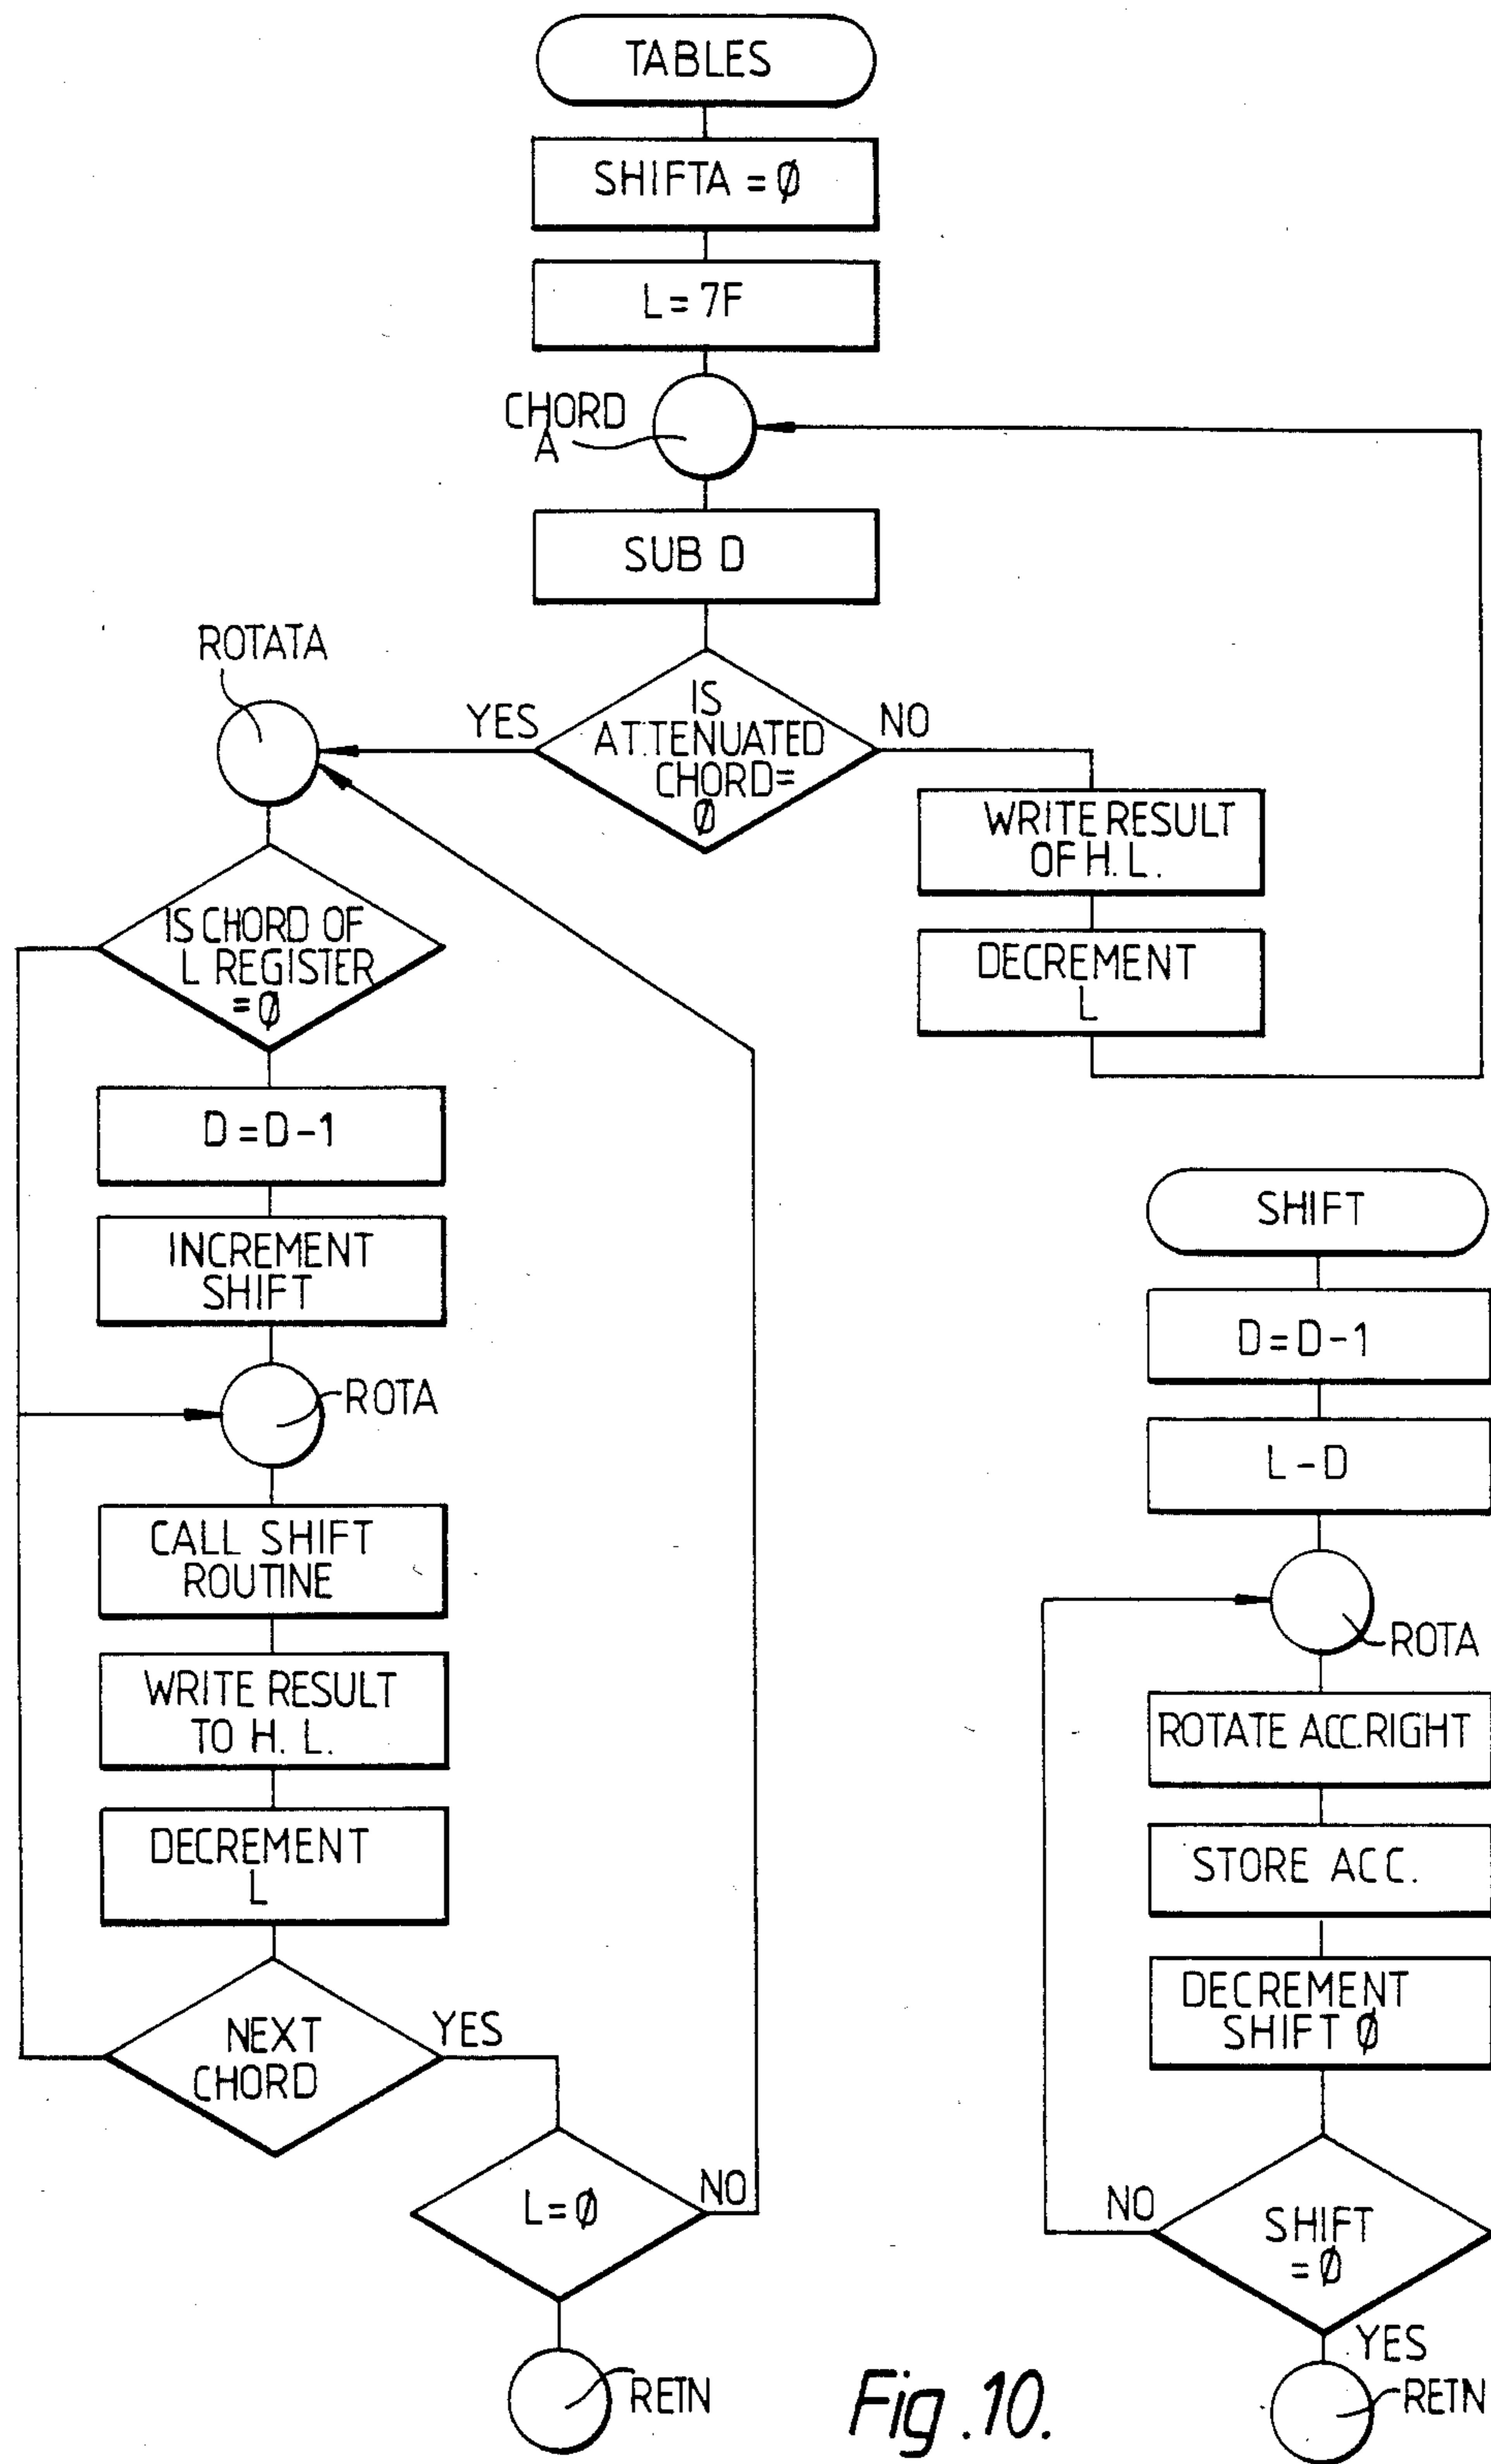 TABLES
SHIFTA = Ø
L = 7F
CHORD
A
SUB D
ROTATA
YES
IS
ATTENUATED
CHORD=
Ø
NO
WRITE RESULT
OF H. L.
DECREMENT
L
IS CHORD OF
L REGISTER
= Ø
D = D - 1
INCREMENT
SHIFT
ROTA
CALL SHIFT
ROUTINE
WRITE RESULT
TO H. L.
DECREMENT
L
NEXT
CHORD
YES
L = Ø
NO
RETN
SHIFT
D = D - 1
L - D
ROTA
ROTATE ACC.RIGHT
STORE ACC.
DECREMENT
SHIFT Ø
NO
SHIFT
= Ø
YES
RETN
Fig.10.